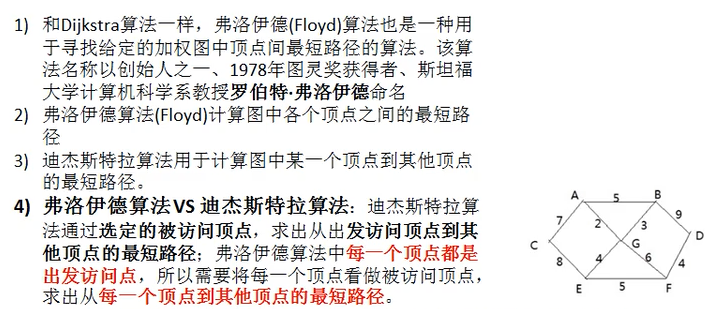 1) 和Dijkstra算法一样，弗洛伊德(Floyd)算法也是一种用
于寻找给定的加权图中顶点间最短路径的算法。该算
法名称以创始人之一、1978年图灵奖获得者、斯坦福
大学计算机科学系教授罗伯特·弗洛伊德命名
2) 弗洛伊德算法(Floyd)计算图中各个顶点之间的最短路
径
3) 迪杰斯特拉算法用于计算图中某一个顶点到其他顶点
的最短路径。
4) 弗洛伊德算法 VS 迪杰斯特拉算法：迪杰斯特拉算
法通过选定的被访问顶点，求出从出发访问顶点到其
他顶点的最短路径；弗洛伊德算法中每一个顶点都是
出发访问点，所以需要将每一个顶点看做被访问顶点，
求出从每一个顶点到其他顶点的最短路径。
A 5 B
7 2 3 9
C G D
8 4 6 4
E 5 F